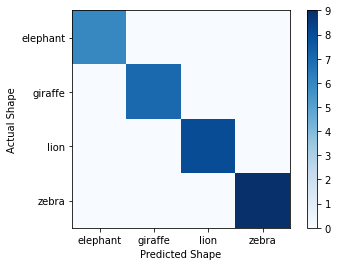 elephant
giraffe
lion
zebra
Actual Shape
elephant giraffe lion zebra
Predicted Shape
9
8
7
6
5
4
3
2
1
0